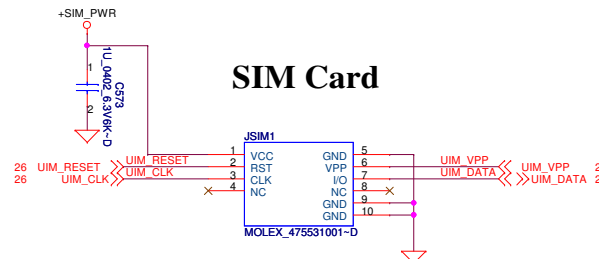 +SIM_PWR
1
2
C573
1U_0402_6.3V6K~D
SIM Card
JSIM1
26 UIM_RESET UIM_RESET 1 VCC GND 5
26 UIM_CLK UIM_CLK 2 RST VPP 6 UIM_VPP UIM_VPP 2
3 CLK I/O 7 UIM_DATA UIM_DATA 2
4 NC NC 8
GND 9
GND 10
MOLEX_475531001~D